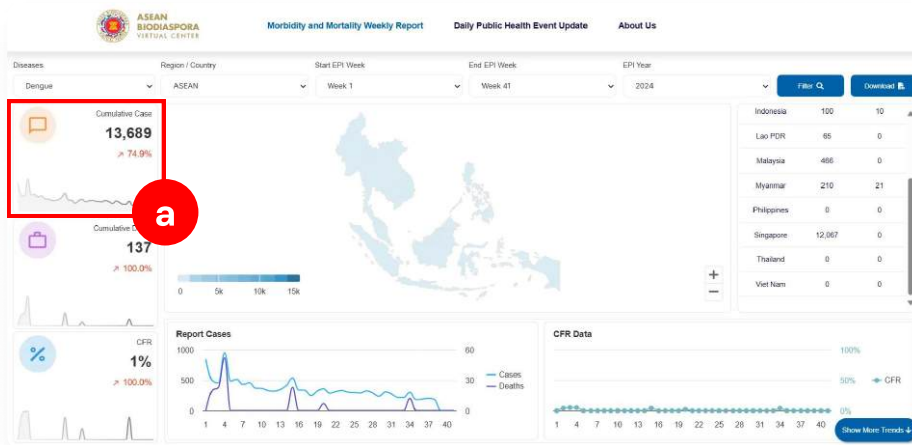 ASEAN
BIODIASPORA
VIRTUAL CENTER
Morbidity and Mortality Weekly Report
Daily Public Health Event Update
About Us
Diseases
Region / Country
Start EPI Week
End EPI Week
EPI Year
Dengue
ASEAN
Week 1
Week 41
2024
Filter
Download
Cumulative Case
13,689
74.9%
a
Cumulative D
137
100.0%
CFR
1%
100.0%
0 5k 10k 15k
+
−
Indonesia 100 10
Lao PDR 65 0
Malaysia 466 0
Myanmar 210 21
Philippines 0 0
Singapore 12,067 0
Thailand 0 0
Viet Nam 0 0
Report Cases
1000 60
500 30
0 0
Cases
Deaths
1 4 7 10 13 16 19 22 25 28 31 34 37 40
CFR Data
100%
50%
0%
CFR
1 4 7 10 13 16 19 22 25 28 31 34 37 40
Show More Trends